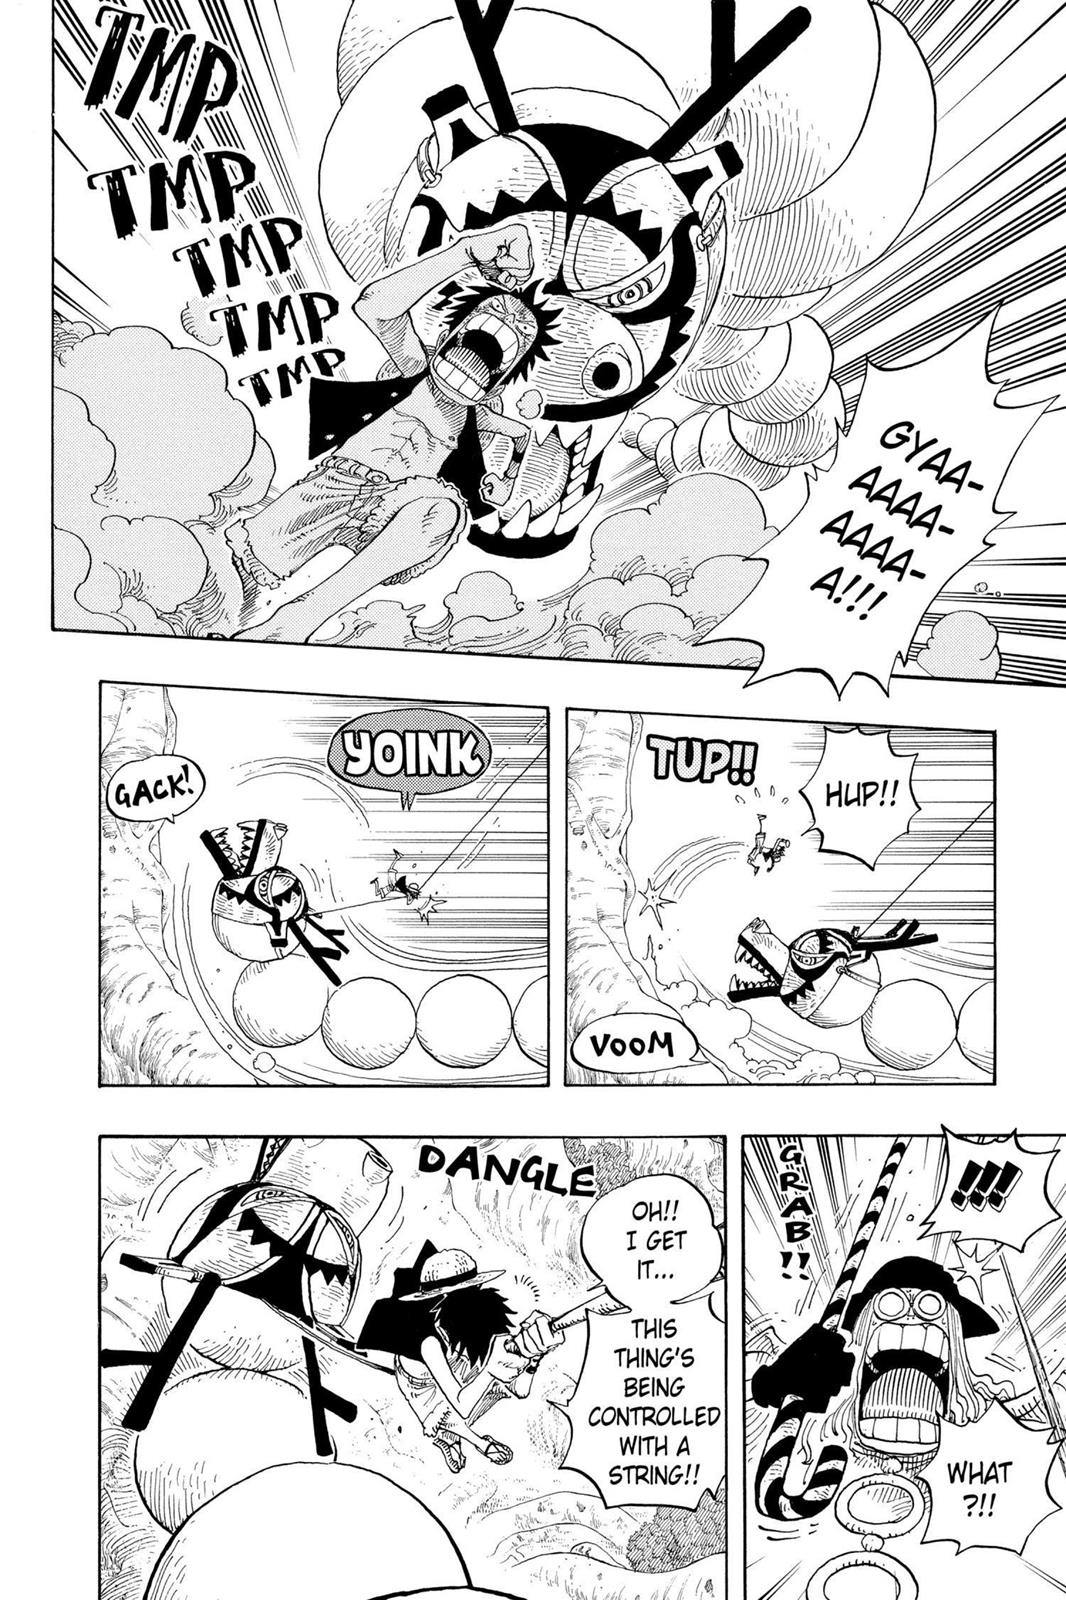 TMP
TMP
TMP
TMP
TMP
GYAA-
AAAA-
AAAA-
A!!!
TUP!!
HUP!!
VOOM
YOINK
GACK!
!!!
GRAB!!
WHAT
?!!
DANGLE
OH!!
I GET
IT...
THIS
THING'S
BEING
CONTROLLED
WITH A
STRING!!